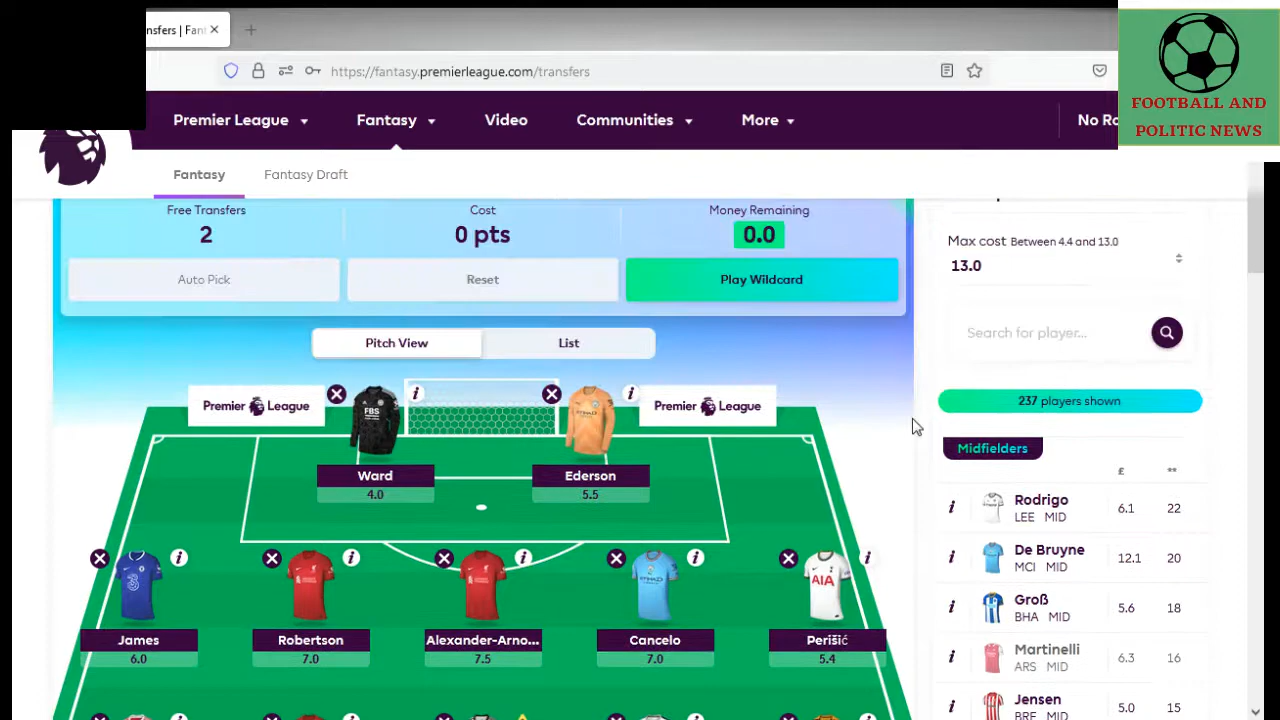 nsfers | Fant
https://fantasy.premierleague.com/transfers
FOOTBALL AND
POLITIC NEWS
Premier League
Fantasy
Video
Communities
More
No Ro
Fantasy
Fantasy Draft
Free Transfers
2
Cost
0 pts
Money Remaining
0.0
Auto Pick
Reset
Play Wildcard
Pitch View
List
Premier League
Premier League
FBS
Ward
4.0
Ederson
5.5
James
6.0
Robertson
7.0
Alexander-Arno...
7.5
Cancelo
7.0
AIA
Perišić
5.4
Max cost Between 4.4 and 13.0
13.0
Search for player...
237 players shown
Midfielders
£ **
Rodrigo
LEE MID
6.1 22
De Bruyne
MCI MID
12.1 20
Groß
BHA MID
5.6 18
Martinelli
ARS MID
6.3 16
Jensen
BRE MID
5.0 15